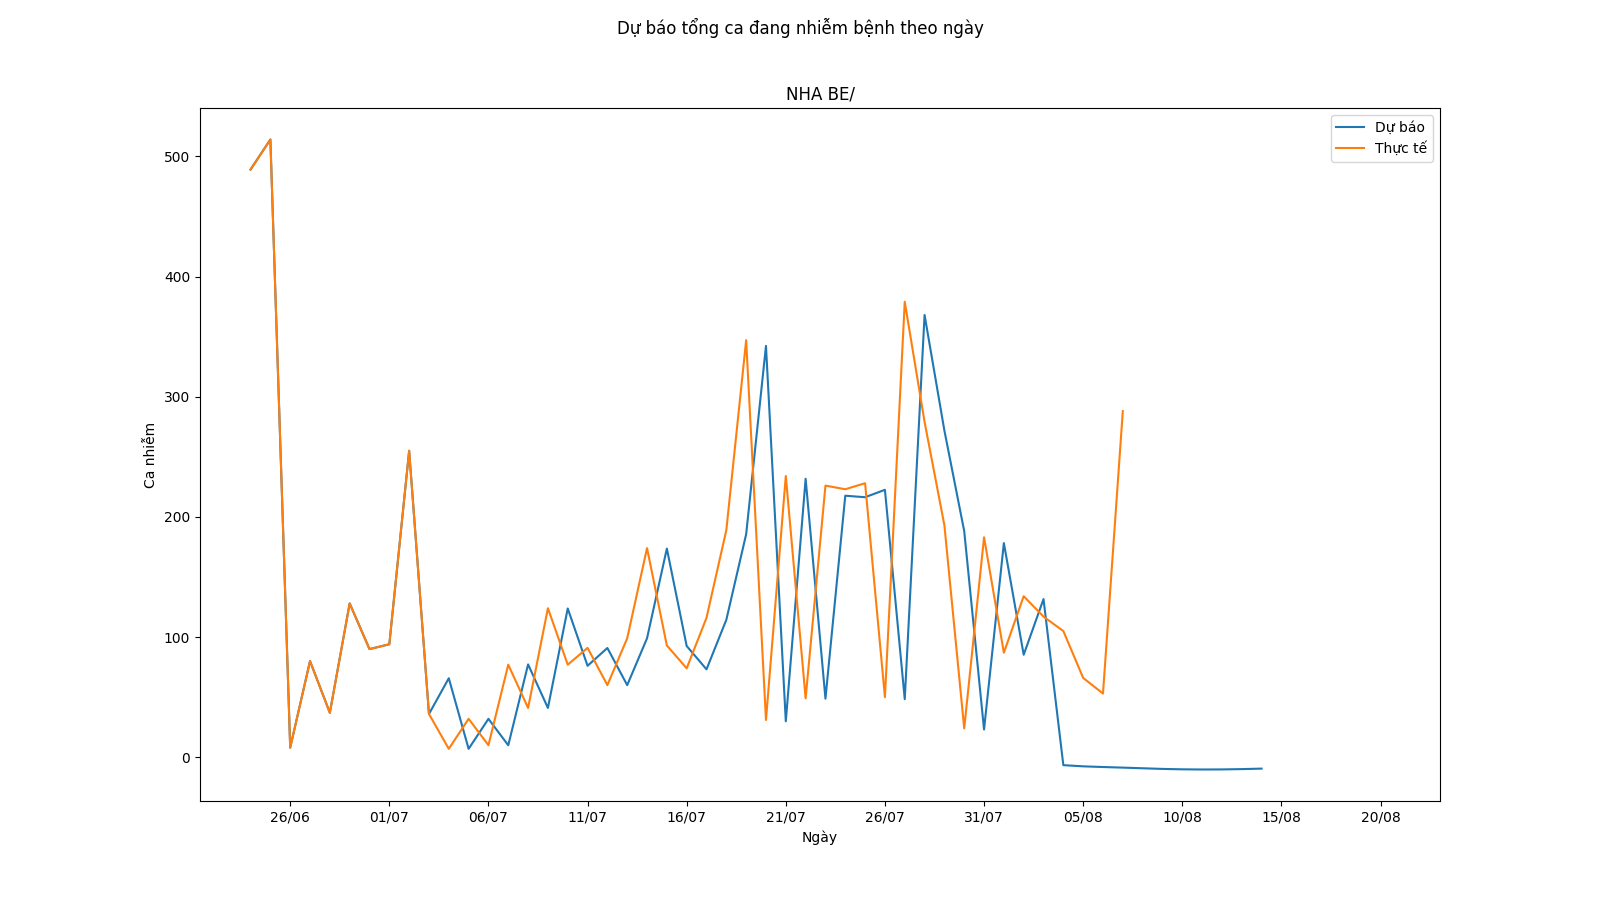 Dự báo tổng ca đang nhiễm bệnh theo ngày
NHA BE/
Dự báo
Thực tế
500
400
300
200
100
0
Ca nhiễm
26/06 01/07 06/07 11/07 16/07 21/07 26/07 31/07 05/08 10/08 15/08 20/08
Ngày